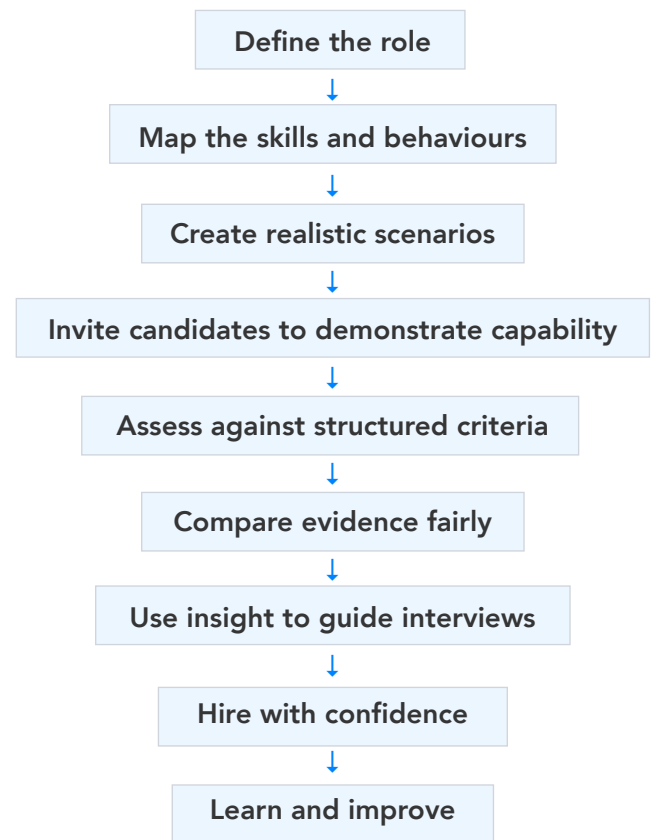 Define the role
Map the skills and behaviours
Create realistic scenarios
Invite candidates to demonstrate capability
Assess against structured criteria
Compare evidence fairly
Use insight to guide interviews
Hire with confidence
Learn and improve